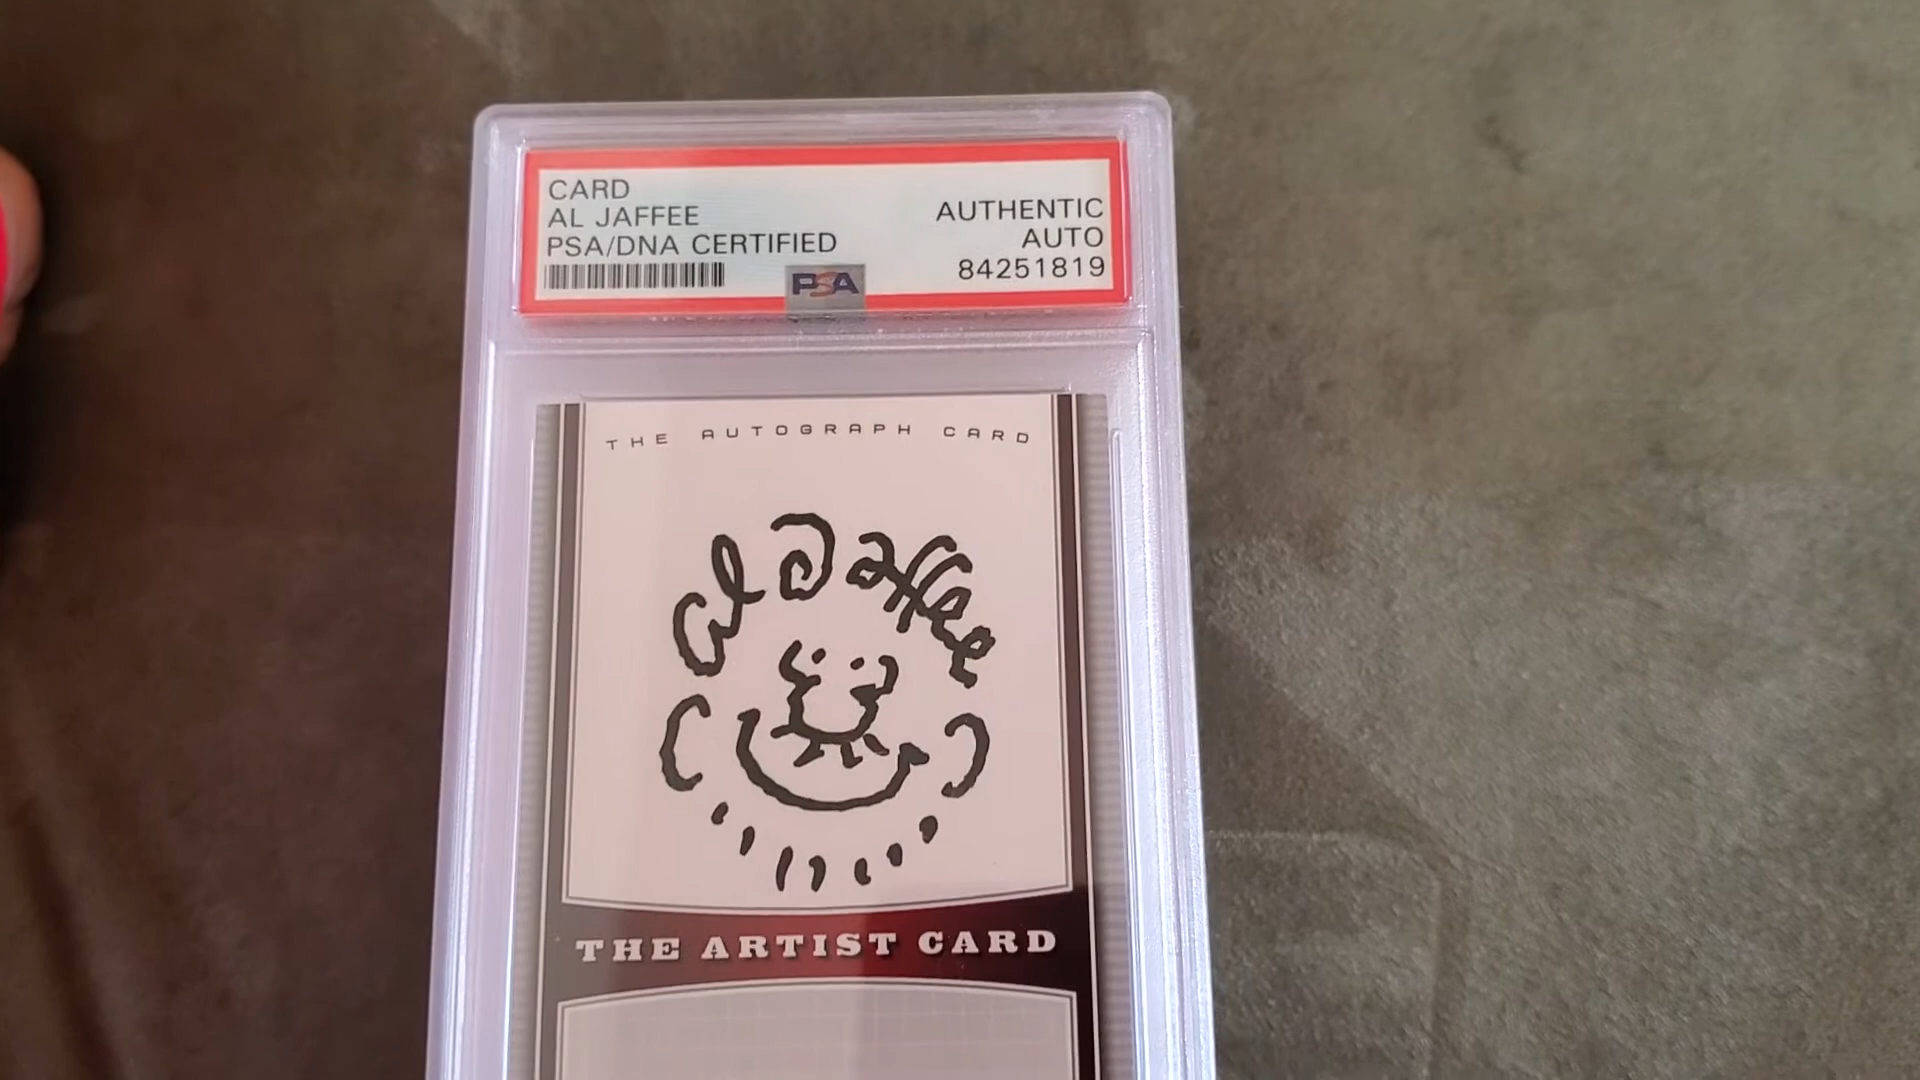 CARD
AL JAFFEE
PSA/DNA CERTIFIED
AUTHENTIC
AUTO
84251819
PSA
THE AUTOGRAPH CARD
al Jaffee
THE ARTIST CARD